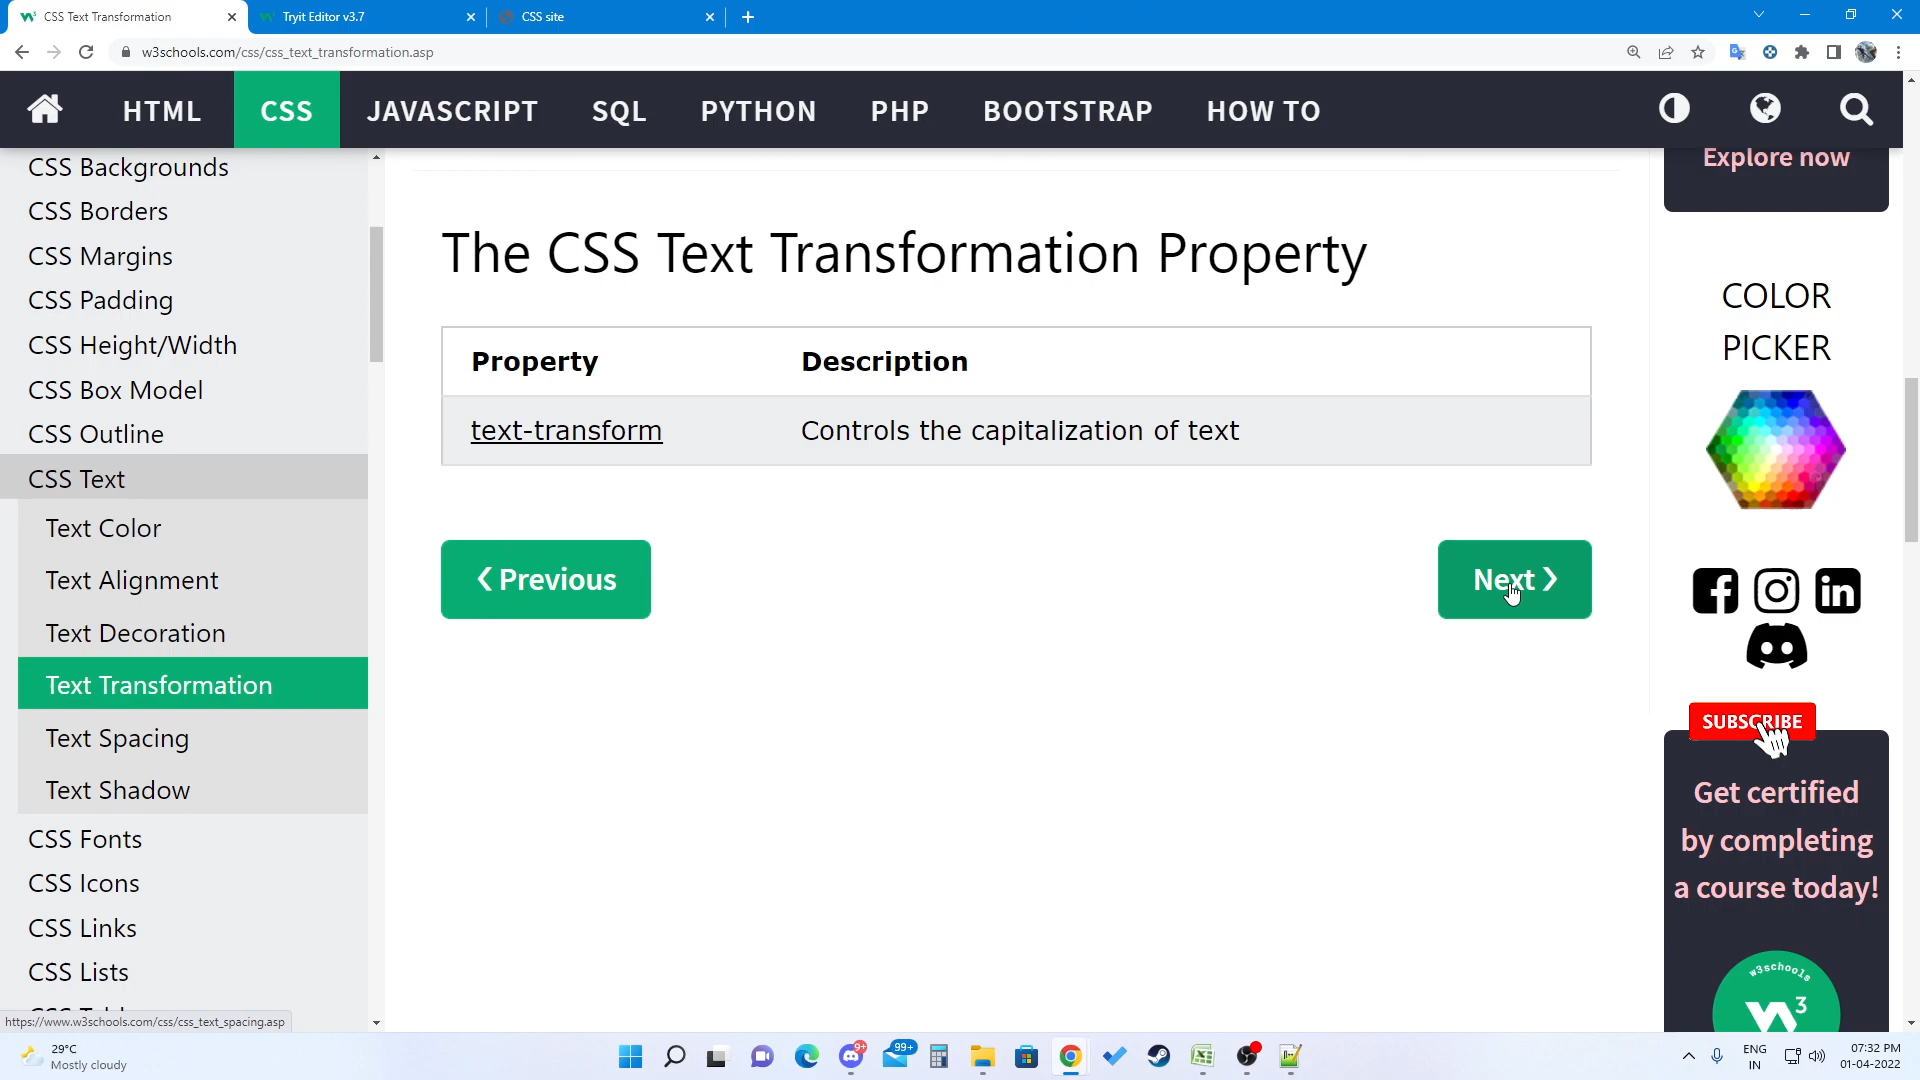 CSS Text Transformation
Tryit Editor v3.7
CSS site
w3schools.com/css/css_text_transformation.asp
HTML
CSS
JAVASCRIPT
SQL
PYTHON
PHP
BOOTSTRAP
HOW TO
CSS Backgrounds
CSS Borders
CSS Margins
CSS Padding
CSS Height/Width
CSS Box Model
CSS Outline
CSS Text
Text Color
Text Alignment
Text Decoration
Text Transformation
Text Spacing
Text Shadow
CSS Fonts
CSS Icons
CSS Links
CSS Lists
https://www.w3schools.com/css/css_text_spacing.asp
The CSS Text Transformation Property
Property Description
text-transform Controls the capitalization of text
❮ Previous
Next ❯
Explore now
COLOR
PICKER
SUBSCRIBE
Get certified
by completing
a course today!
w3schools
W3
29°C
Mostly cloudy
9+
99+
ENG
IN
07:32 PM
01-04-2022